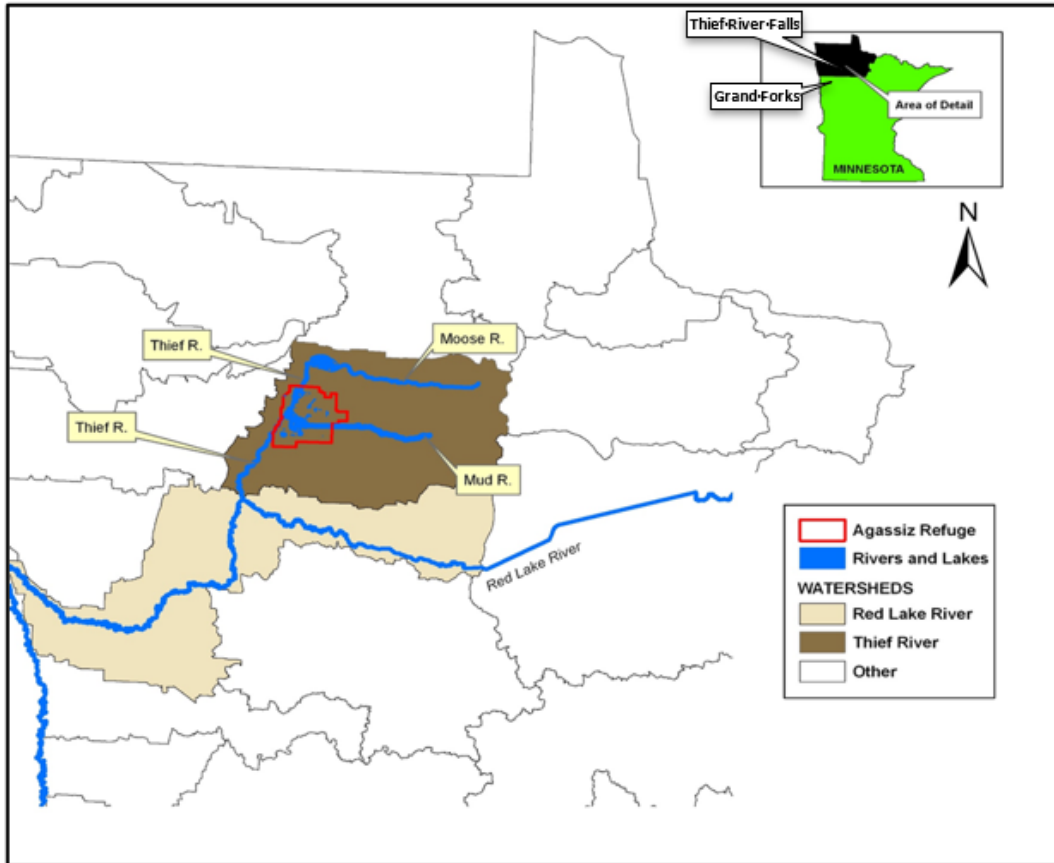 Thief·River·Falls
Grand·Forks
Area of Detail
MINNESOTA
N
Thief R.
Moose R.
Thief R.
Mud R.
Red Lake River
Agassiz Refuge
Rivers and Lakes
WATERSHEDS
Red Lake River
Thief River
Other